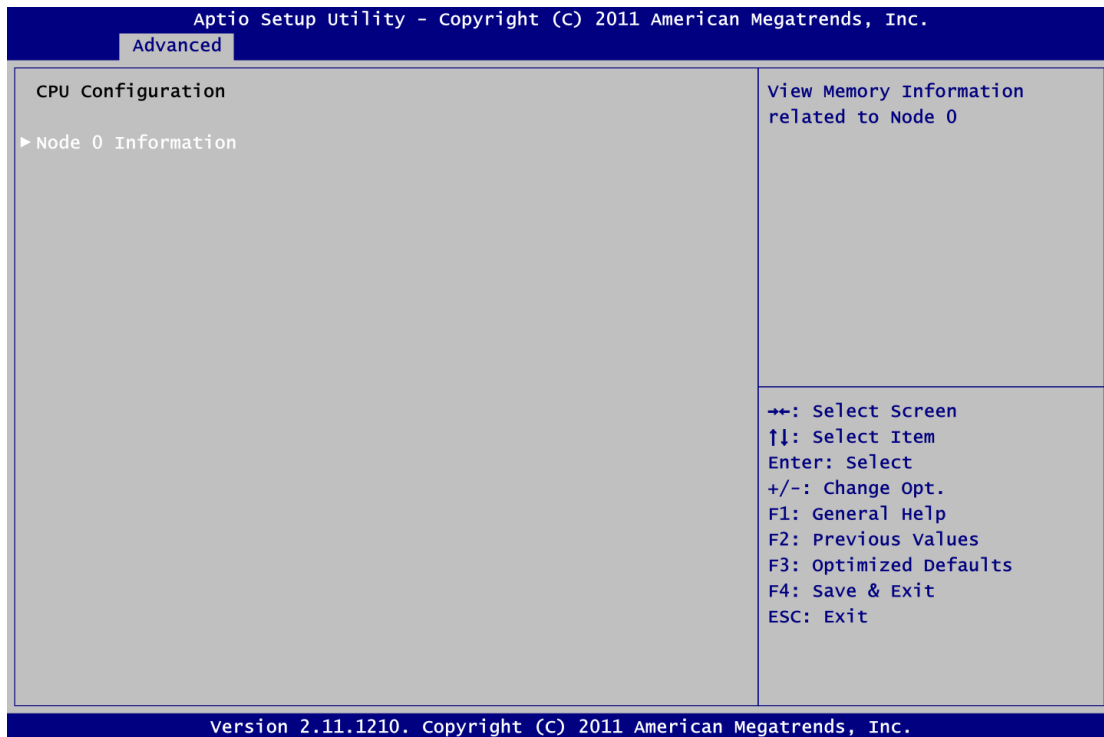 Aptio Setup Utility - Copyright (C) 2011 American Megatrends, Inc.
Advanced
CPU Configuration
▶ Node 0 Information
View Memory Information
related to Node 0
→←: Select Screen
↑↓: Select Item
Enter: Select
+/-: Change Opt.
F1: General Help
F2: Previous Values
F3: Optimized Defaults
F4: Save & Exit
ESC: Exit
Version 2.11.1210. Copyright (C) 2011 American Megatrends, Inc.